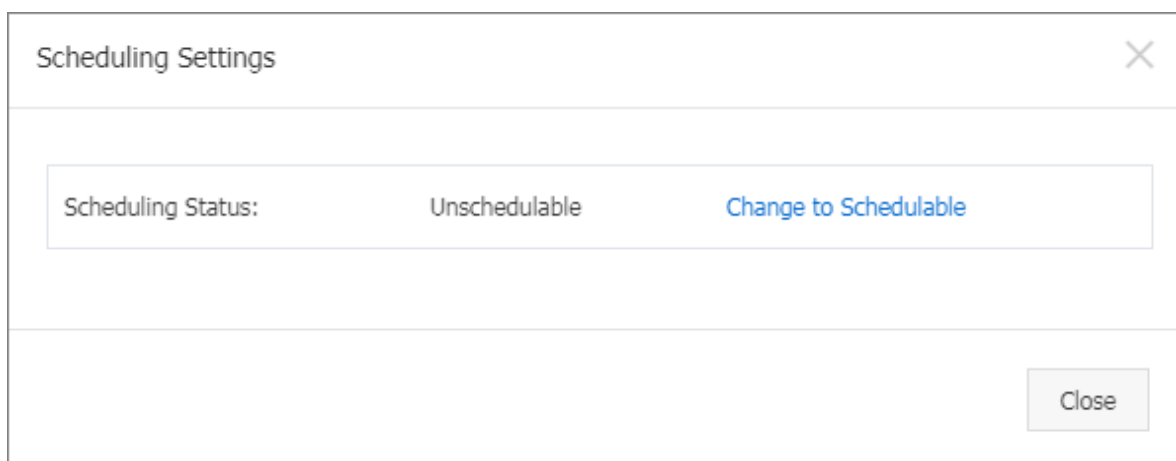 Scheduling Settings
Scheduling Status: Unschedulable Change to Schedulable
Close